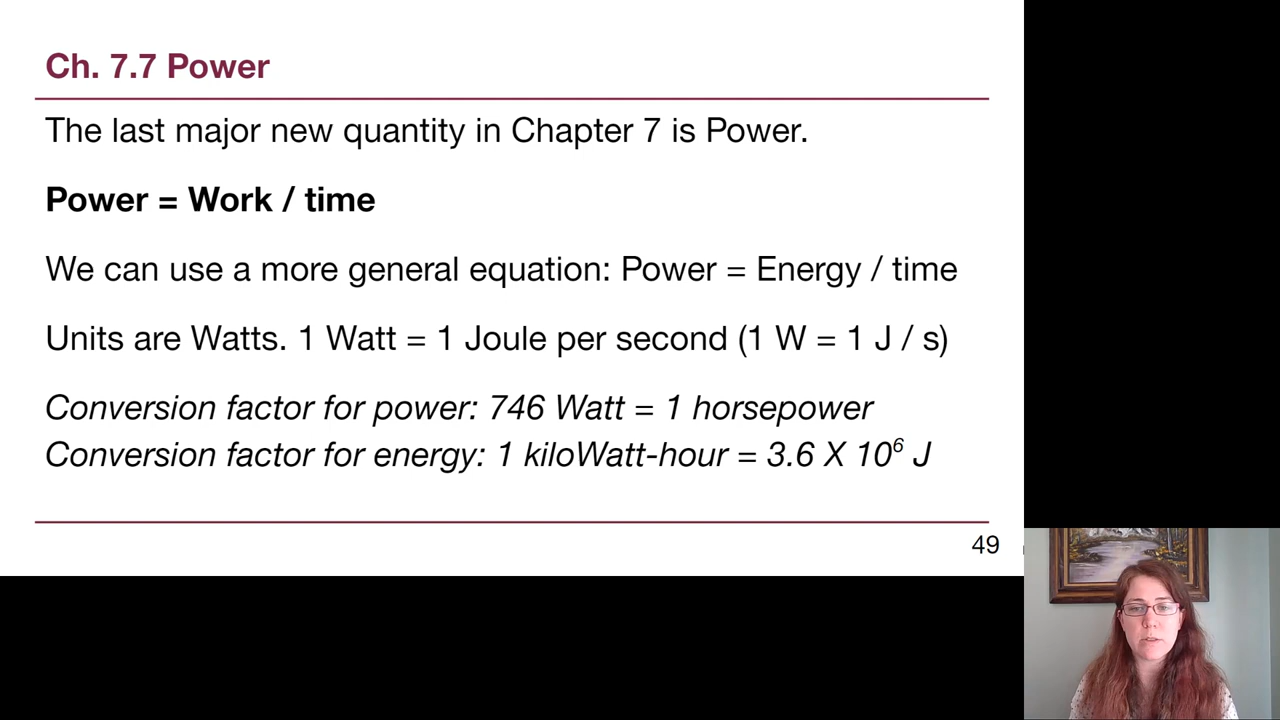 Ch. 7.7 Power
The last major new quantity in Chapter 7 is Power.
Power = Work / time
We can use a more general equation: Power = Energy / time
Units are Watts. 1 Watt = 1 Joule per second (1 W = 1 J / s)
Conversion factor for power: 746 Watt = 1 horsepower
Conversion factor for energy: 1 kiloWatt-hour = 3.6 X 10⁶ J
49